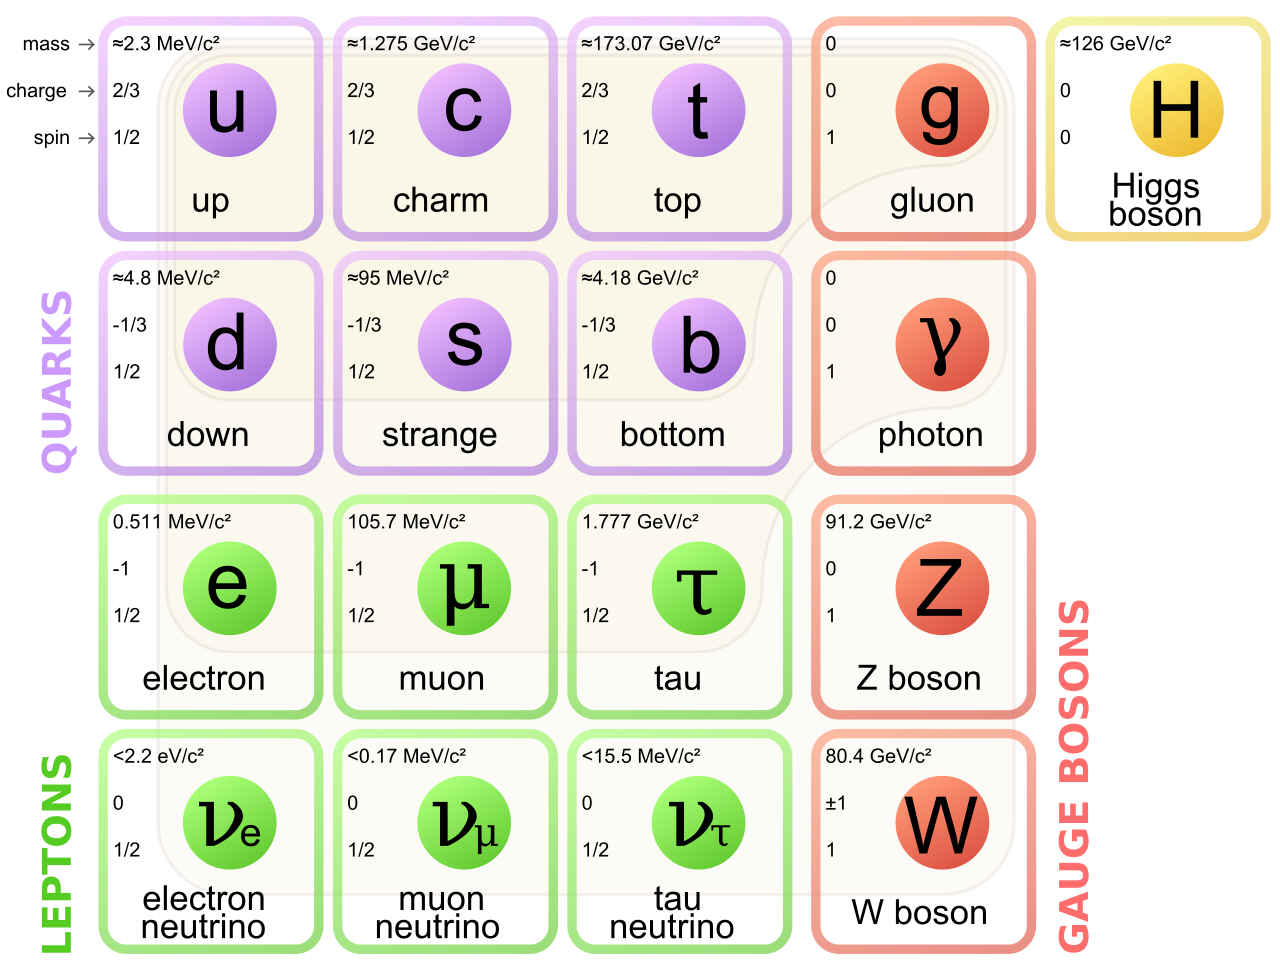 mass → ≈2.3 MeV/c²
charge → 2/3
spin → 1/2
u
up
≈1.275 GeV/c²
2/3
1/2
c
charm
≈173.07 GeV/c²
2/3
1/2
t
top
0
0
1
g
gluon
≈126 GeV/c²
0
0
H
Higgs
boson
QUARKS
≈4.8 MeV/c²
-1/3
1/2
d
down
≈95 MeV/c²
-1/3
1/2
s
strange
≈4.18 GeV/c²
-1/3
1/2
b
bottom
0
0
1
γ
photon
LEPTONS
0.511 MeV/c²
-1
1/2
e
electron
105.7 MeV/c²
-1
1/2
μ
muon
1.777 GeV/c²
-1
1/2
τ
tau
91.2 GeV/c²
0
1
Z
Z boson
GAUGE BOSONS
<2.2 eV/c²
0
1/2
νe
electron
neutrino
<0.17 MeV/c²
0
1/2
νμ
muon
neutrino
<15.5 MeV/c²
0
1/2
ντ
tau
neutrino
80.4 GeV/c²
±1
1
W
W boson